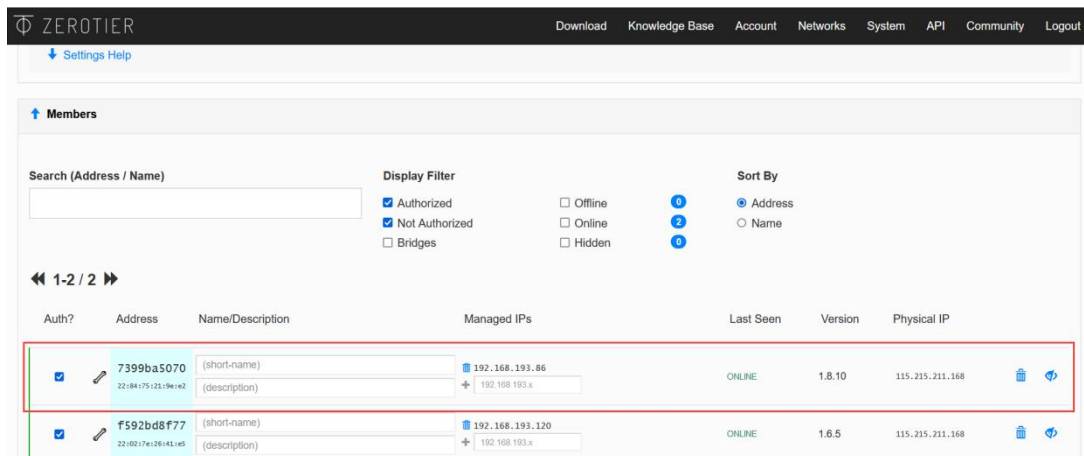 ZEROTIER
Download Knowledge Base Account Networks System API Community Logout
Settings Help
Members
Search (Address / Name)
Display Filter
Sort By
Authorized
Offline
0
Address
Not Authorized
Online
2
Name
Bridges
Hidden
0
1-2 / 2
Auth? Address Name/Description Managed IPs Last Seen Version Physical IP
7399ba5070
(short-name)
192.168.193.86
ONLINE
1.8.10
115.215.211.168
22:84:75:21:9e:e2
(description)
192.168.193.x
f592bd8f77
(short-name)
192.168.193.120
ONLINE
1.6.5
115.215.211.168
22:02:7e:26:41:e5
(description)
192.168.193.x